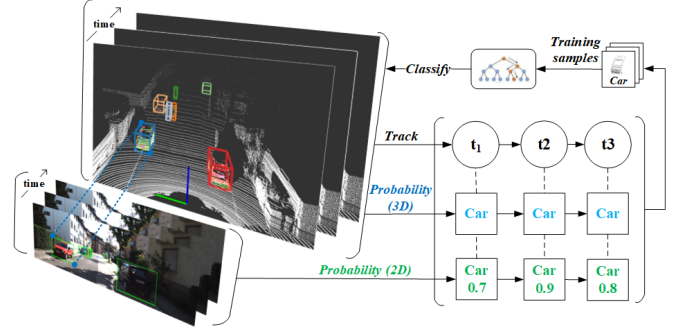 time
Training
samples
Classify
Car
Track
t1
t2
t3
time
Probability
(3D)
Car
Car
Car
Probability (2D)
Car
0.7
Car
0.9
Car
0.8